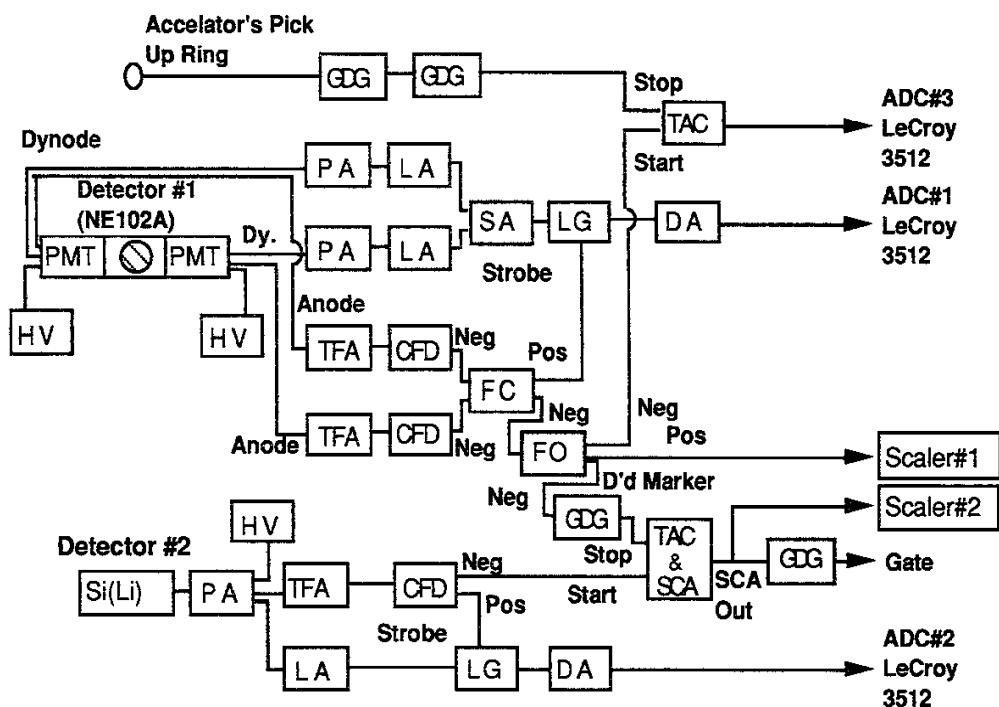 Accelator's Pick
Up Ring
GDG
GDG
Stop
TAC
Start
ADC#3
LeCroy
3512
Dynode
PA
LA
Detector #1
(NE102A)
PMT
PMT
Dy.
PA
LA
SA
LG
DA
Strobe
ADC#1
LeCroy
3512
HV
HV
Anode
TFA
CFD
Neg
FC
Pos
Neg
Anode
TFA
CFD
Neg
FO
Neg
Pos
Scaler#1
Neg
D'd Marker
GDG
Stop
Scaler#2
HV
Detector #2
Si(Li)
PA
TFA
CFD
Neg
Pos
Start
TAC
&
SCA
SCA
Out
GDG
Gate
Strobe
LA
LG
DA
ADC#2
LeCroy
3512